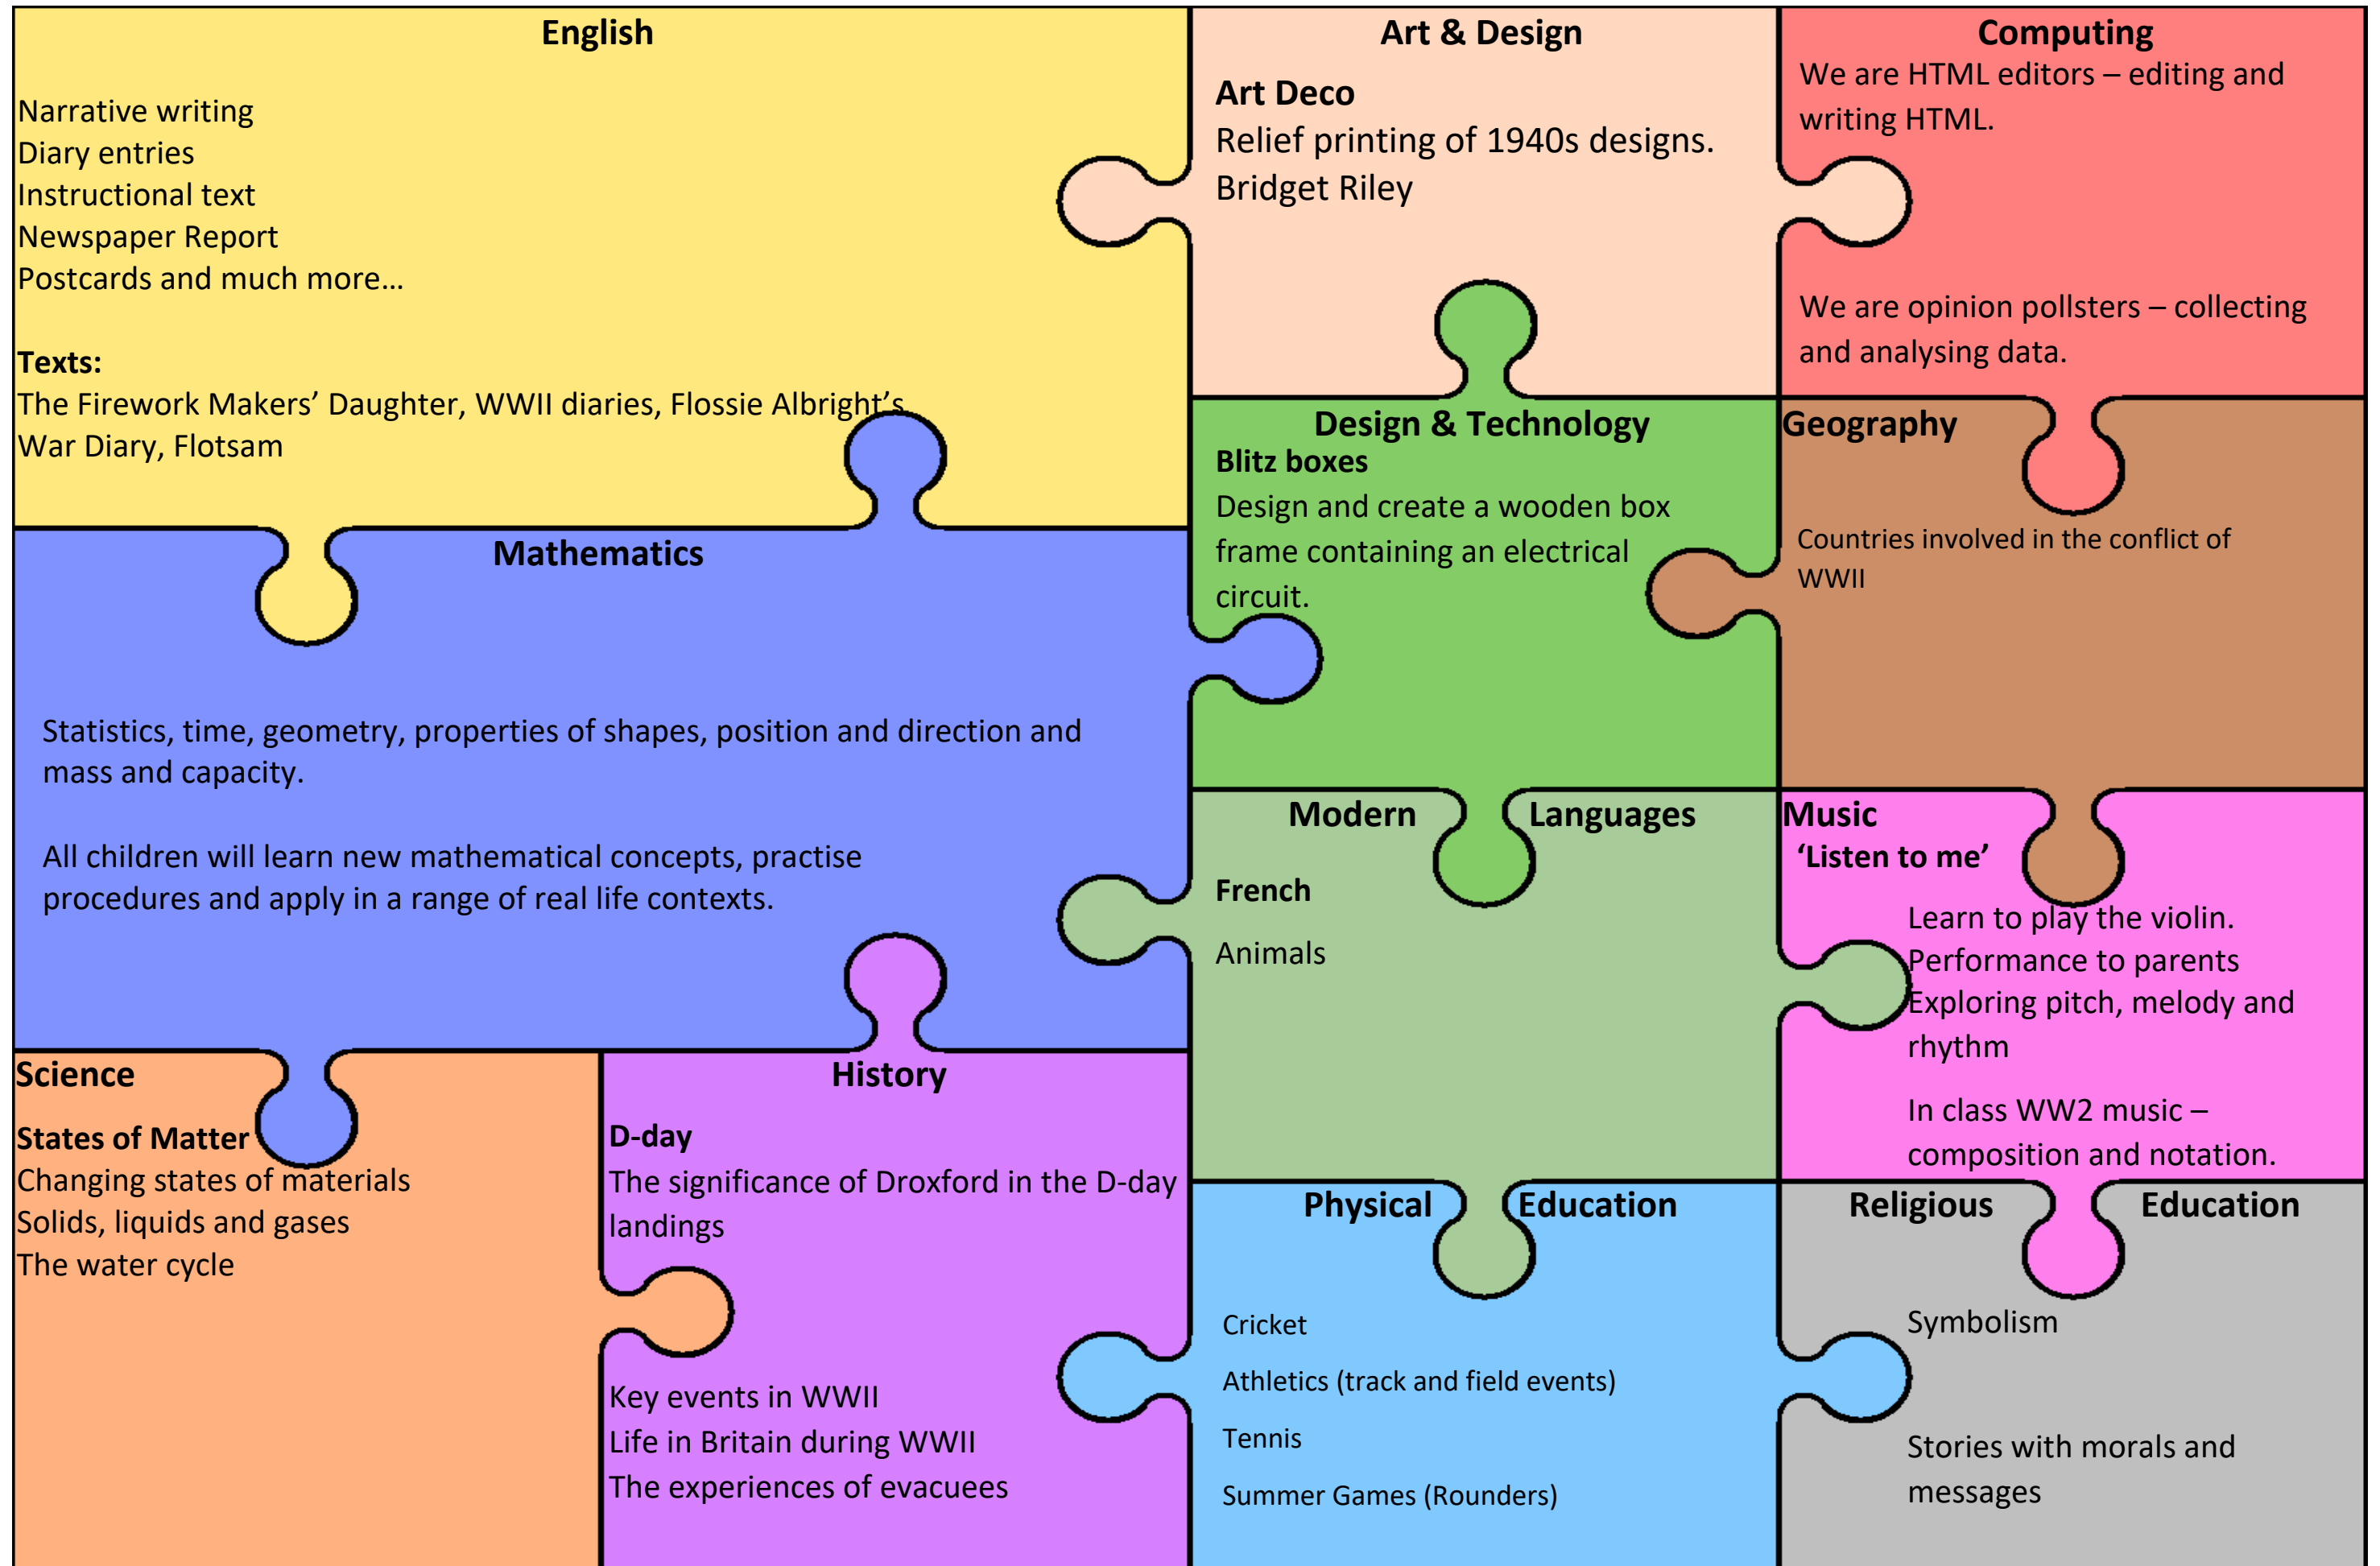 English
Narrative writing
Diary entries
Instructional text
Newspaper Report
Postcards and much more…
Texts:
The Firework Makers’ Daughter, WWII diaries, Flossie Albright’s
War Diary, Flotsam
Art & Design
Art Deco
Relief printing of 1940s designs.
Bridget Riley
Computing
We are HTML editors – editing and
writing HTML.
We are opinion pollsters – collecting
and analysing data.
Mathematics
Statistics, time, geometry, properties of shapes, position and direction and
mass and capacity.
All children will learn new mathematical concepts, practise
procedures and apply in a range of real life contexts.
Design & Technology
Blitz boxes
Design and create a wooden box
frame containing an electrical
circuit.
Geography
Countries involved in the conflict of
WWII
Modern Languages
French
Animals
Music
‘Listen to me’
Learn to play the violin.
Performance to parents
Exploring pitch, melody and
rhythm
In class WW2 music –
composition and notation.
Science
States of Matter
Changing states of materials
Solids, liquids and gases
The water cycle
History
D-day
The significance of Droxford in the D-day
landings
Key events in WWII
Life in Britain during WWII
The experiences of evacuees
Physical Education
Cricket
Athletics (track and field events)
Tennis
Summer Games (Rounders)
Religious Education
Symbolism
Stories with morals and
messages